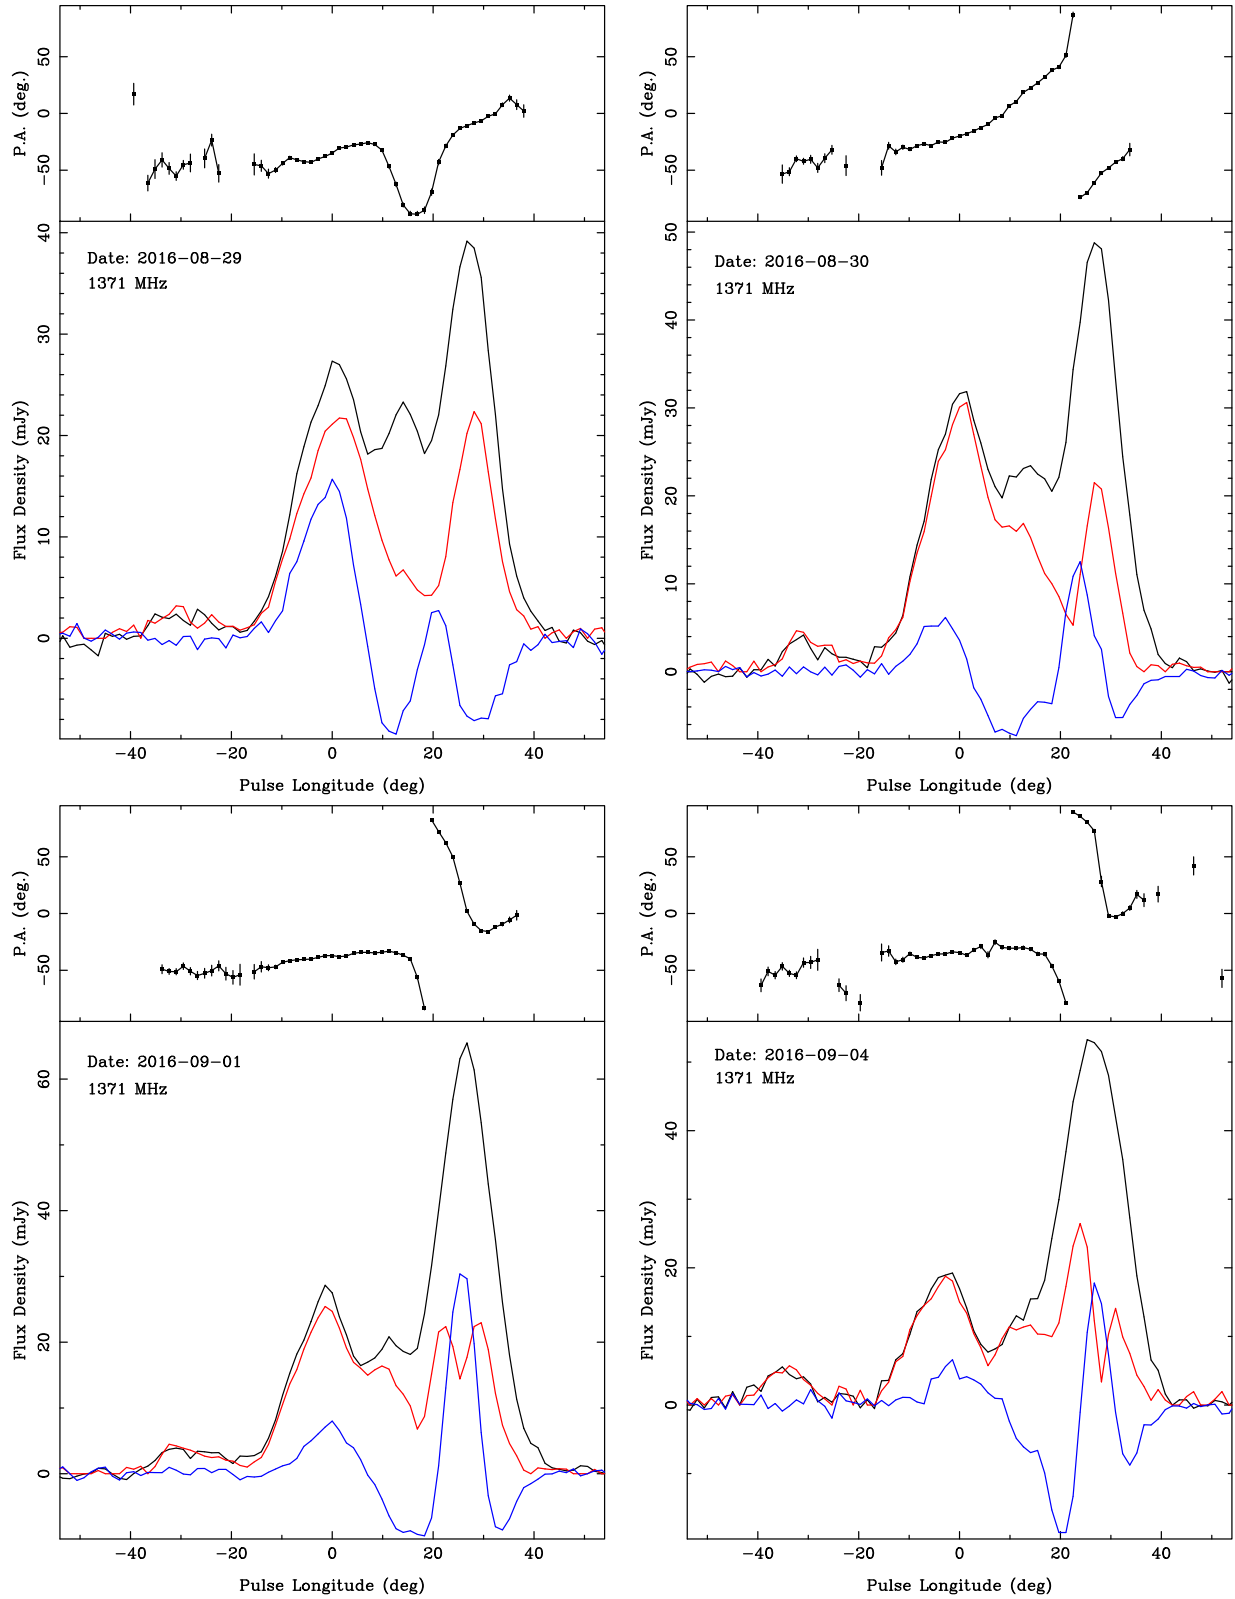 P.A. (deg.)
−50 0 50
Date: 2016−08−29
1371 MHz
Flux Density (mJy)
0 10 20 30 40
−40 −20 0 20 40
Pulse Longitude (deg)
P.A. (deg.)
−50 0 50
Date: 2016−08−30
1371 MHz
Flux Density (mJy)
0 10 20 30 40 50
−40 −20 0 20 40
Pulse Longitude (deg)
P.A. (deg.)
−50 0 50
Date: 2016−09−01
1371 MHz
Flux Density (mJy)
0 20 40 60
−40 −20 0 20 40
Pulse Longitude (deg)
P.A. (deg.)
−50 0 50
Date: 2016−09−04
1371 MHz
Flux Density (mJy)
0 20 40
−40 −20 0 20 40
Pulse Longitude (deg)